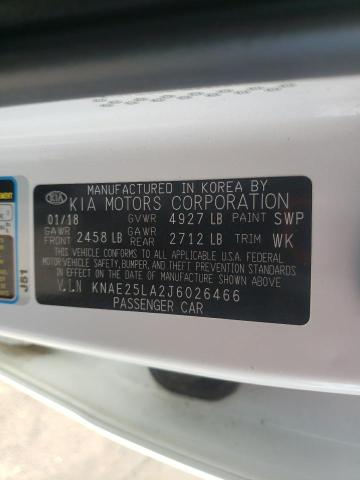 MANUFACTURED IN KOREA BY
KIA KIA MOTORS CORPORATION
01/18 GVWR 4927 LB PAINT SWP
GAWR GAWR
FRONT 2458 LB REAR 2712 LB TRIM WK
THIS VEHICLE CONFORMS TO ALL APPLICABLE U.S.A. FEDERAL
MOTOR VEHICLE SAFETY, BUMPER, AND THEFT PREVENTION
STANDARDS IN EFFECT ON THE DATE OF MANUFACTURE SHOWN ABOVE
V.I.N KNAE25LA2J6026466
PASSENGER CAR
J51